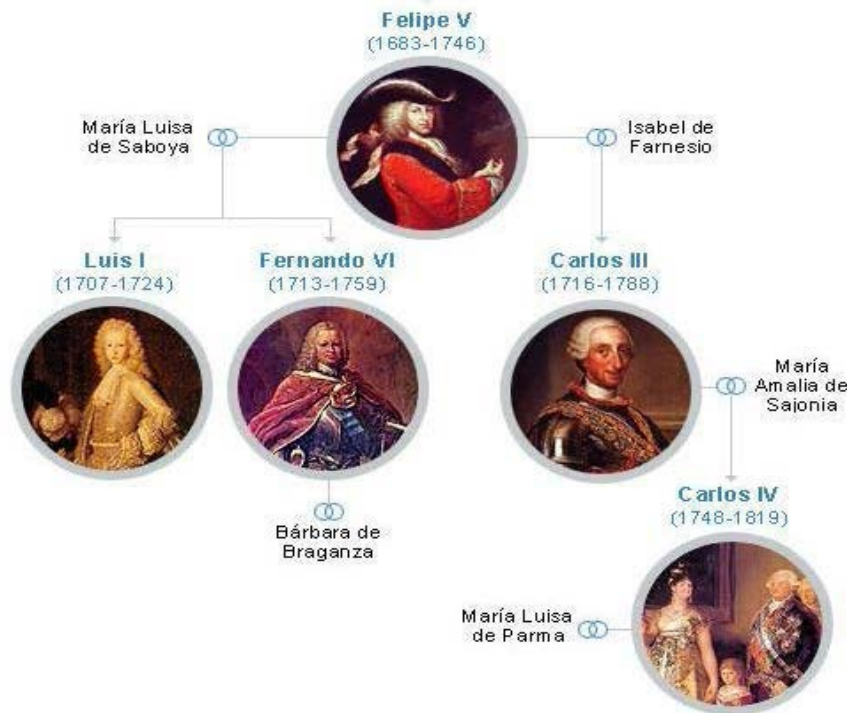 Felipe V
(1683-1746)
María Luisa
de Saboya
Isabel de
Farnesio
Luis I
(1707-1724)
Fernando VI
(1713-1759)
Carlos III
(1716-1788)
María
Amalia de
Sajonia
Bárbara de
Braganza
Carlos IV
(1748-1819)
María Luisa
de Parma